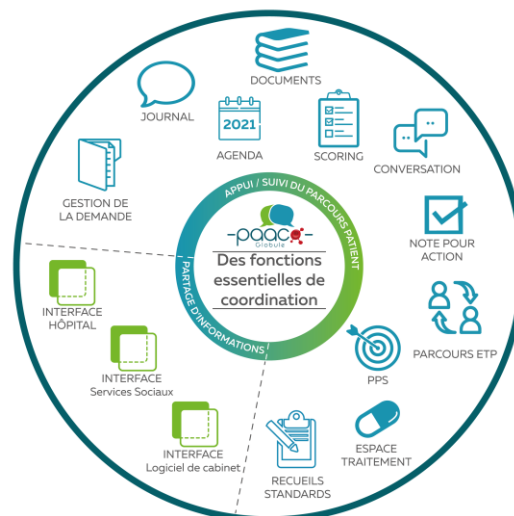 DOCUMENTS
JOURNAL
2021
AGENDA
SCORING
CONVERSATION
GESTION DE
LA DEMANDE
APPUI / SUIVI DU PARCOURS PATIENT
-paaco-
Globule
Des fonctions
essentielles de
coordination
PARTAGE D'INFORMATIONS
NOTE POUR
ACTION
INTERFACE
HÔPITAL
PARCOURS ETP
INTERFACE
Services Sociaux
PPS
INTERFACE
Logiciel de cabinet
ESPACE
TRAITEMENT
RECUEILS
STANDARDS